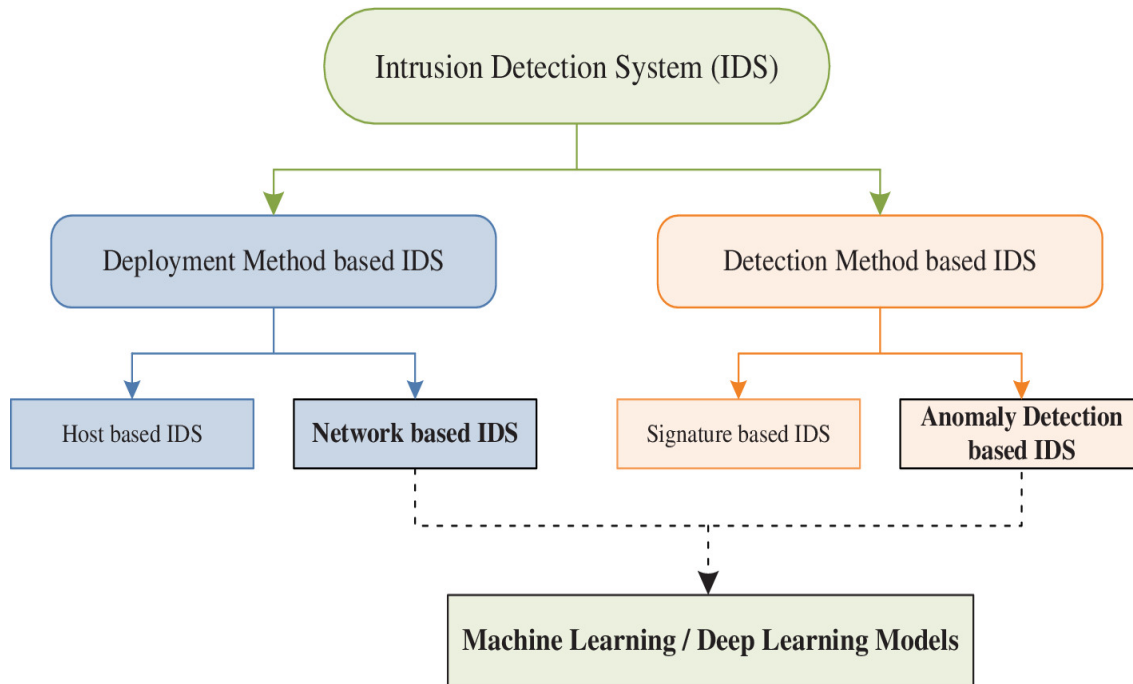 Intrusion Detection System (IDS)
Deployment Method based IDS
Detection Method based IDS
Host based IDS
Network based IDS
Signature based IDS
Anomaly Detection
based IDS
Machine Learning / Deep Learning Models